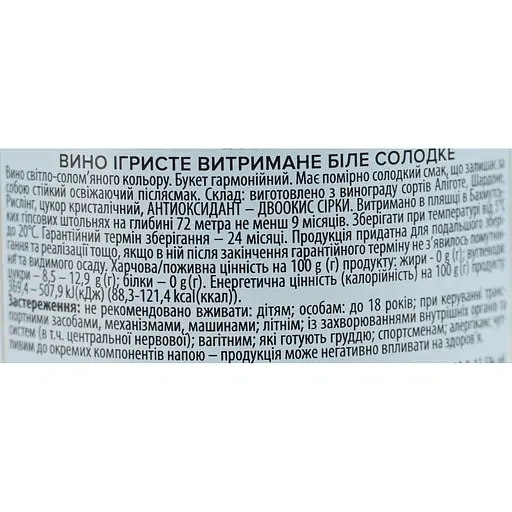 ВИНО ІГРИСТЕ ВИТРИМАНЕ БІЛЕ СОЛОДКЕ
Вино світло-солом'яного кольору. Букет гармонійний. Має помірно солодкий смак, що залишає за
собою стійкий освіжаючий післясмак. Склад: виготовлено з винограду сортів Аліготе, Шардоне,
Рислінг, цукор кристалічний, АНТИОКСИДАНТ – ДВООКИС СІРКИ. Витримано в пляшці в Бахмутсь-
ких гіпсових штольнях на глибині 72 метра не менш 9 місяців. Зберігати при температурі від 5°С
до 20°С. Гарантійний термін зберігання – 24 місяці. Продукція придатна для подальшого зберi-
гання та реалізації тощо, якщо в ній після закінчення гарантійного терміну не з'явилось помутнін-
ня та видимого осаду. Харчова/поживна цінність на 100 g (г) продукту: жири - 0 g (г); вуглеводи:
цукри – 8,5 - 12,9 g (г); білки – 0 g (г). Енергетична цінність (калорійність) на 100 g (г) продукту:
369,4 – 507,9 kJ(кДж) (88,3-121,4 kcal(ккал)).
Застереження: не рекомендовано вживати: дітям; особам: до 18 років; при керуванні транс-
портними засобами, механізмами, машинами; літнім; із захворюваннями внутрішніх органів та
систем (в т.ч. центральної нервової); вагітним; які готують груддю; спортсменам; алергікам; чут-
ливим до окремих компонентів напою – продукція може негативно впливати на здоров'я.